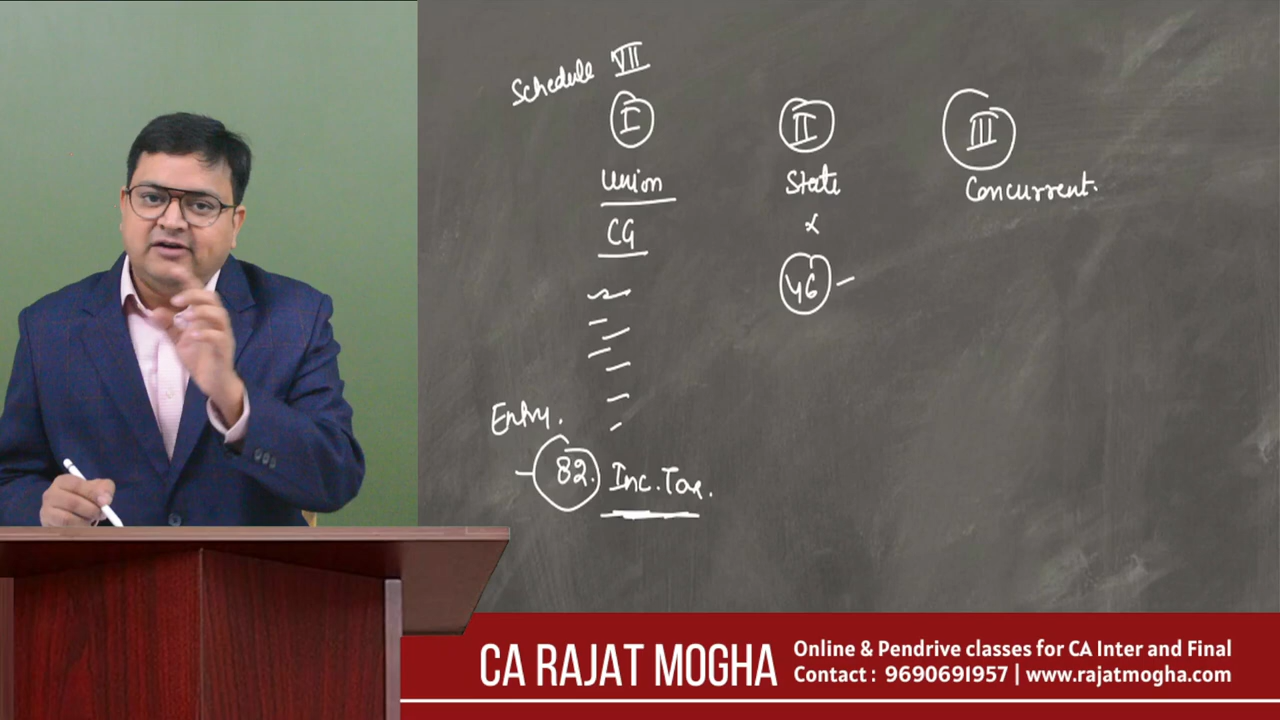 Schedule VII
I II III
Union State Concurrent.
CG
46 –
Entry.
– 82. Inc. Tax.
CA RAJAT MOGHA
Online & Pendrive classes for CA Inter and Final
Contact : 9690691957 | www.rajatmogha.com